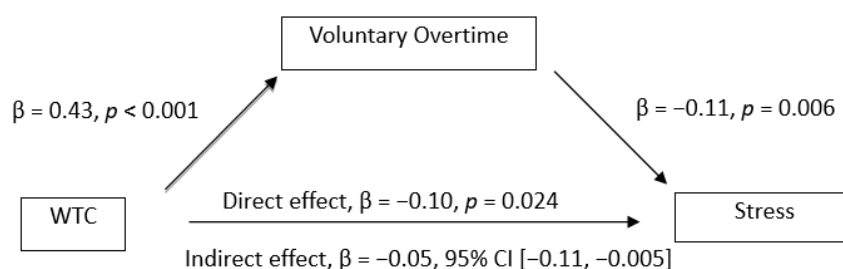 Voluntary Overtime
β = 0.43, p < 0.001
β = −0.11, p = 0.006
WTC
Direct effect, β = −0.10, p = 0.024
Stress
Indirect effect, β = −0.05, 95% CI [−0.11, −0.005]